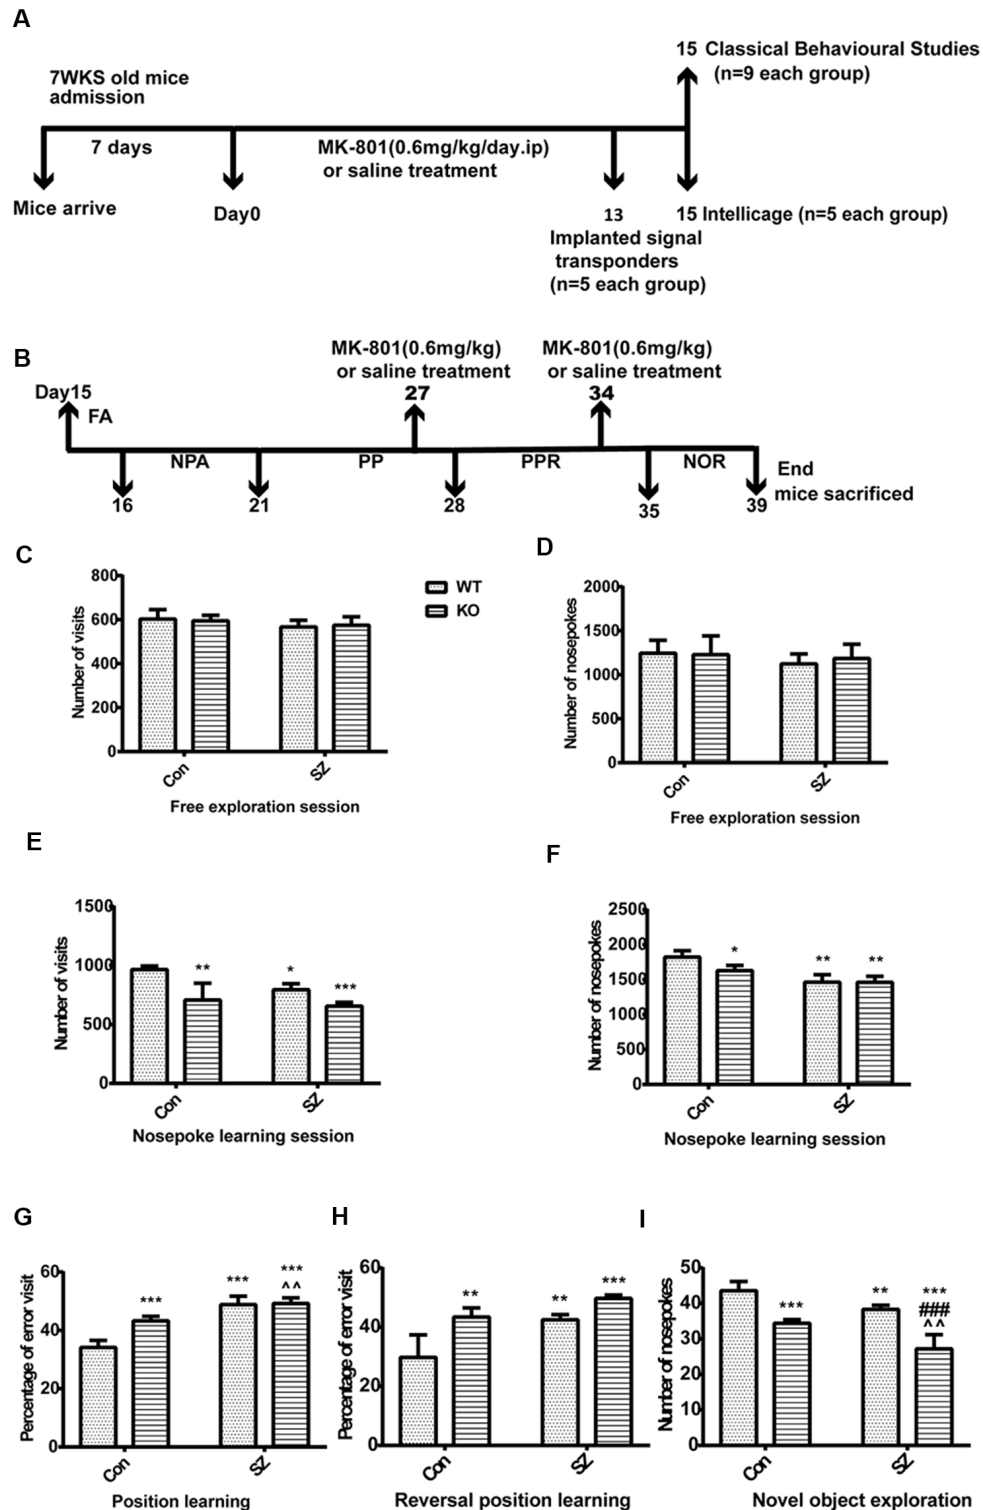 A
7WKS old mice
admission
7 days
MK-801(0.6mg/kg/day.ip)
or saline treatment
15 Classical Behavioural Studies
(n=9 each group)
Mice arrive
Day0
13
Implanted signal
transponders
(n=5 each group)
15 Intellicage (n=5 each group)
B
MK-801(0.6mg/kg)
or saline treatment
27
MK-801(0.6mg/kg)
or saline treatment
34
Day15
FA
NPA
PP
PPR
NOR
16
21
28
35
39
End
mice sacrificed
C
Number of visits
800
600
400
200
0
Con
SZ
Free exploration session
WT
KO
D
Number of nosepokes
2000
1500
1000
500
0
Con
SZ
Free exploration session
E
Number of visits
1500
1000
500
0
**
*
***
Con
SZ
Nosepoke learning session
F
Number of nosepokes
2500
2000
1500
1000
500
0
*
**
**
Con
SZ
Nosepoke learning session
G
Percentage of error visit
60
40
20
0
***
***
***
^^
Con
SZ
Position learning
H
Percentage of error visit
60
40
20
0
**
**
***
Con
SZ
Reversal position learning
I
Number of nosepokes
50
40
30
20
10
0
***
**
***
###
^^
Con
SZ
Novel object exploration